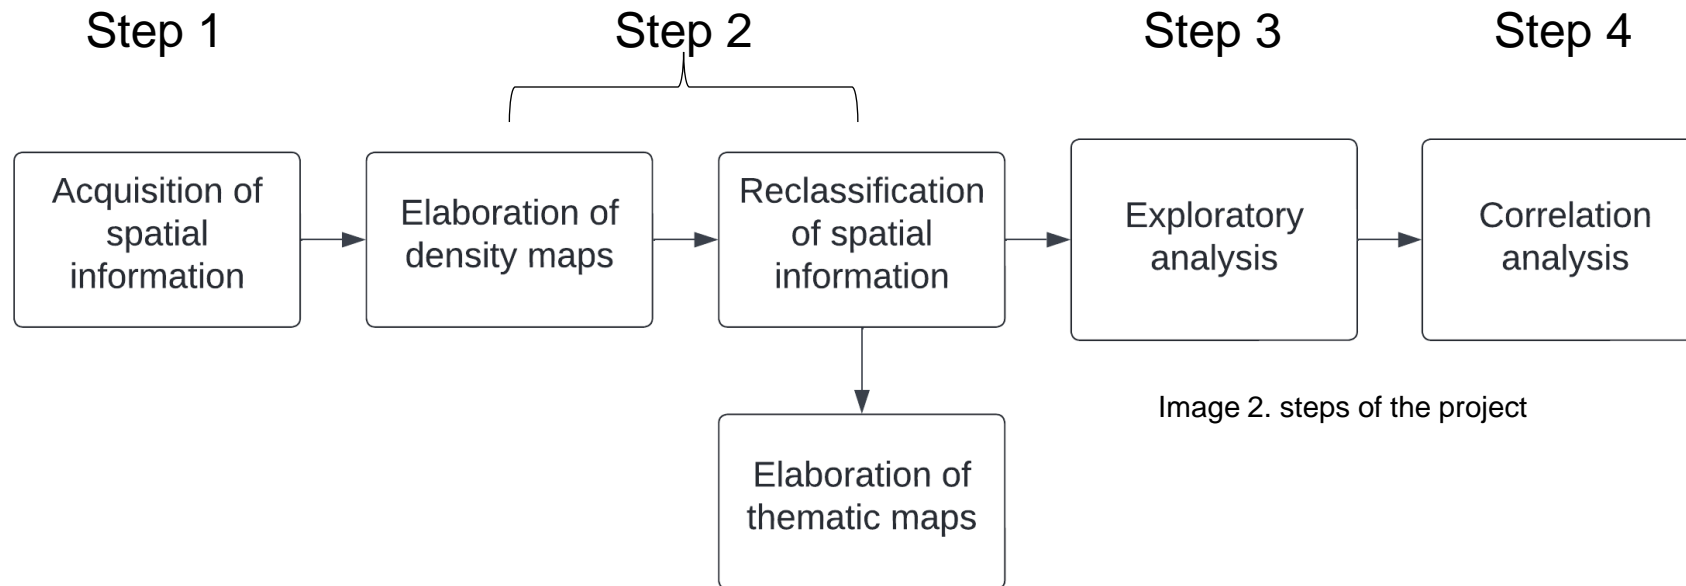 Step 1
Step 2
Step 3
Step 4
Acquisition of
spatial
information
Elaboration of
density maps
Reclassification
of spatial
information
Exploratory
analysis
Correlation
analysis
Elaboration of
thematic maps
Image 2. steps of the project